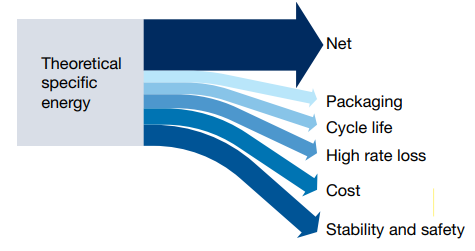 Theoretical
specific
energy
Net
Packaging
Cycle life
High rate loss
Cost
Stability and safety